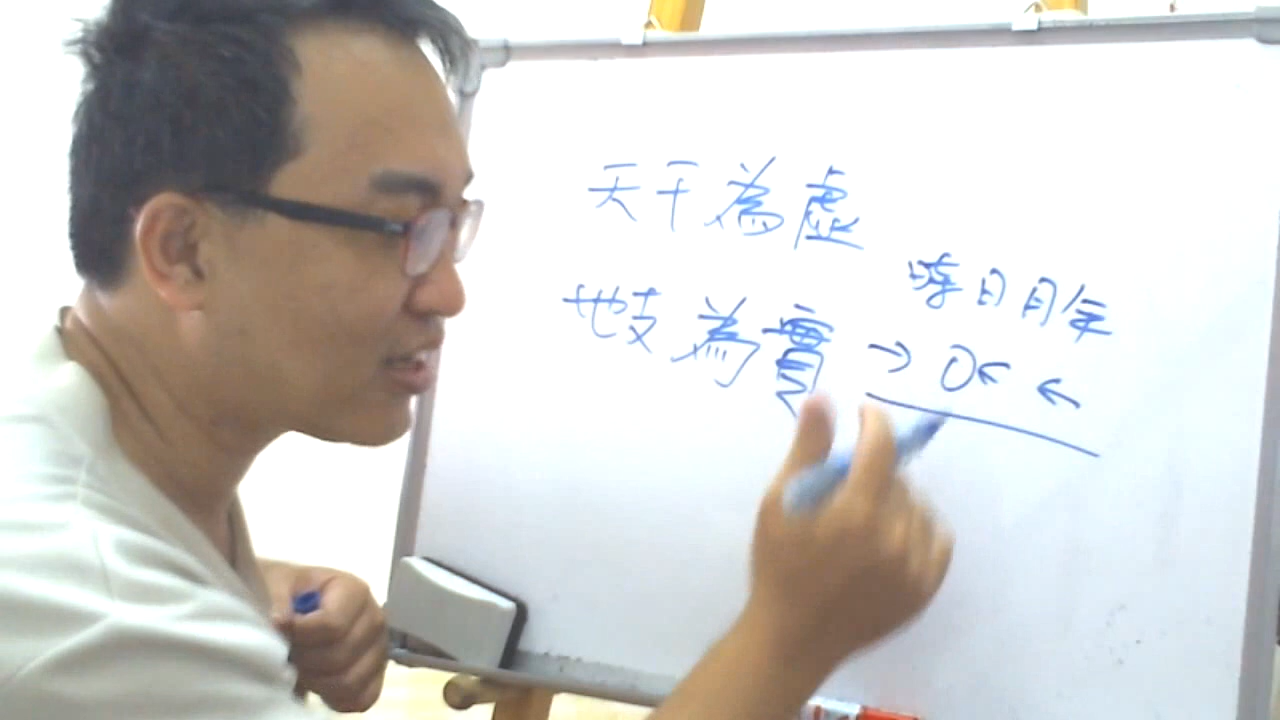 天干為虛
時日月年
地支為實 → O← ←